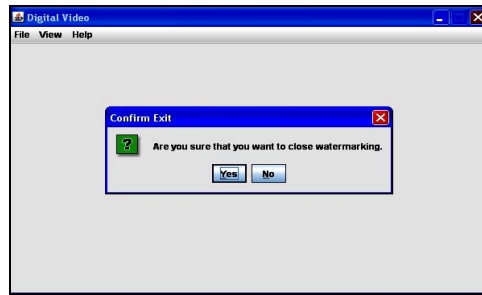 Digital Video
File View Help
Confirm Exit
Are you sure that you want to close watermarking.
Yes No